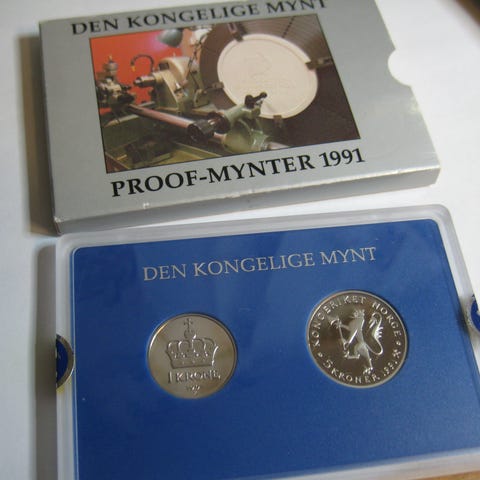 DEN KONGELIGE MYNT
PROOF-MYNTER 1991
DEN KONGELIGE MYNT
1 KRONE
KONGERIKET NORGE
5 KRONER